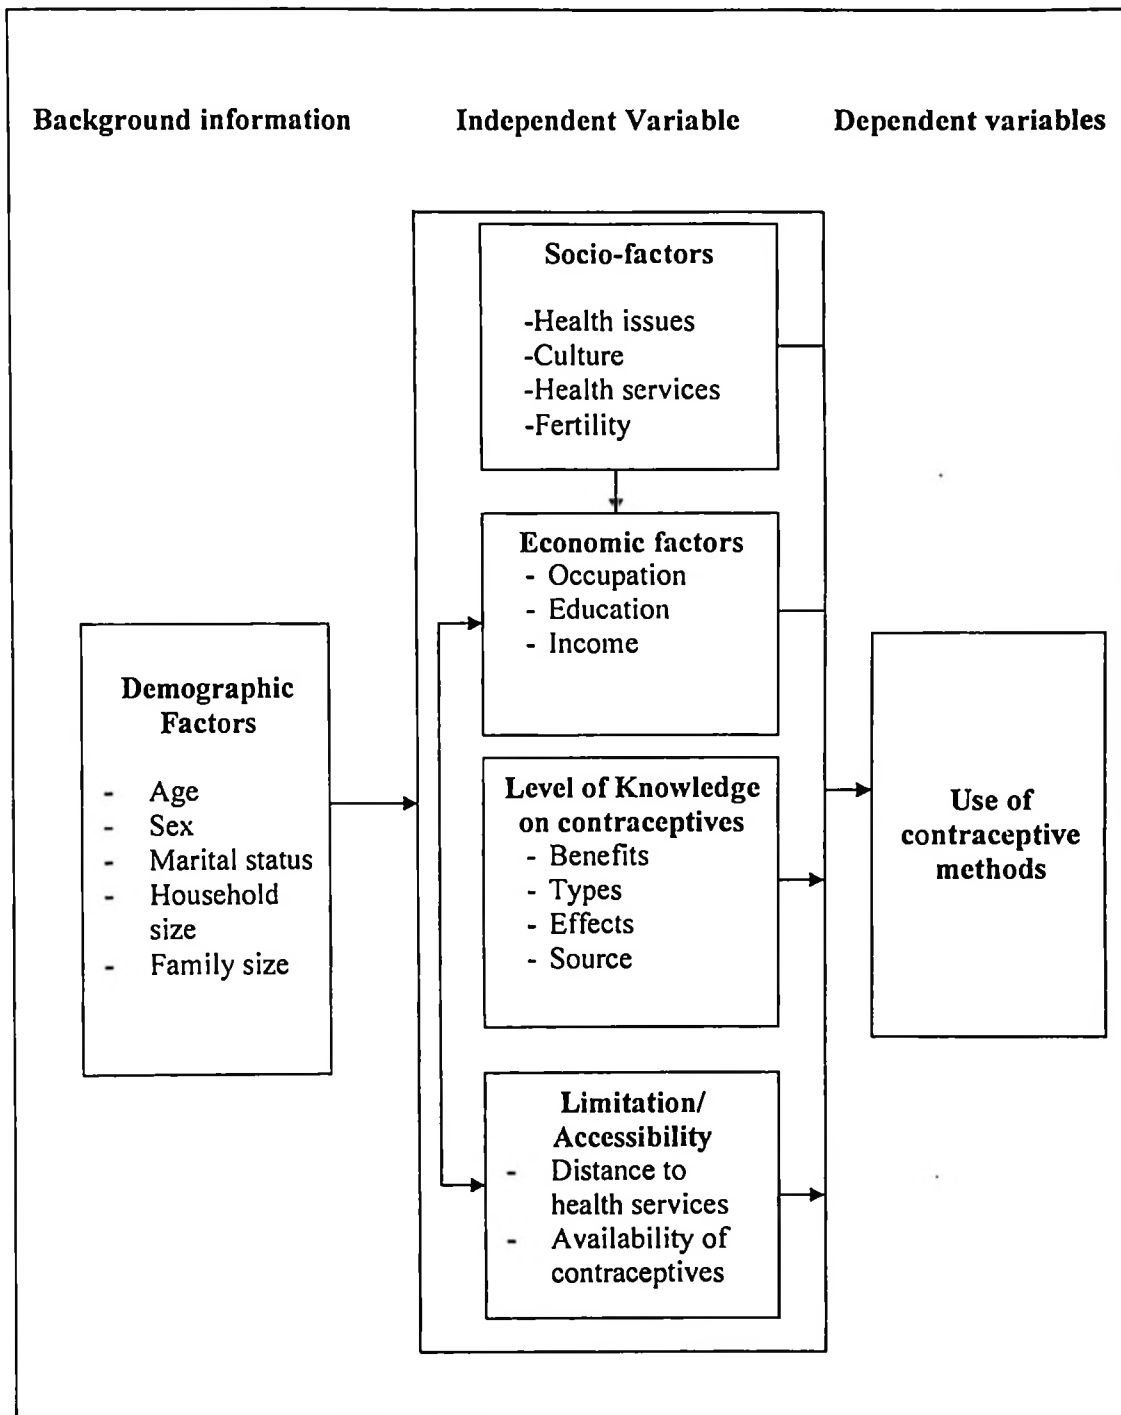 Background information
Independent Variable
Dependent variables
Demographic
Factors
- Age
- Sex
- Marital status
- Household
size
- Family size
Socio-factors
-Health issues
-Culture
-Health services
-Fertility
Economic factors
- Occupation
- Education
- Income
Level of Knowledge
on contraceptives
- Benefits
- Types
- Effects
- Source
Limitation/
Accessibility
- Distance to
health services
- Availability of
contraceptives
Use of
contraceptive
methods